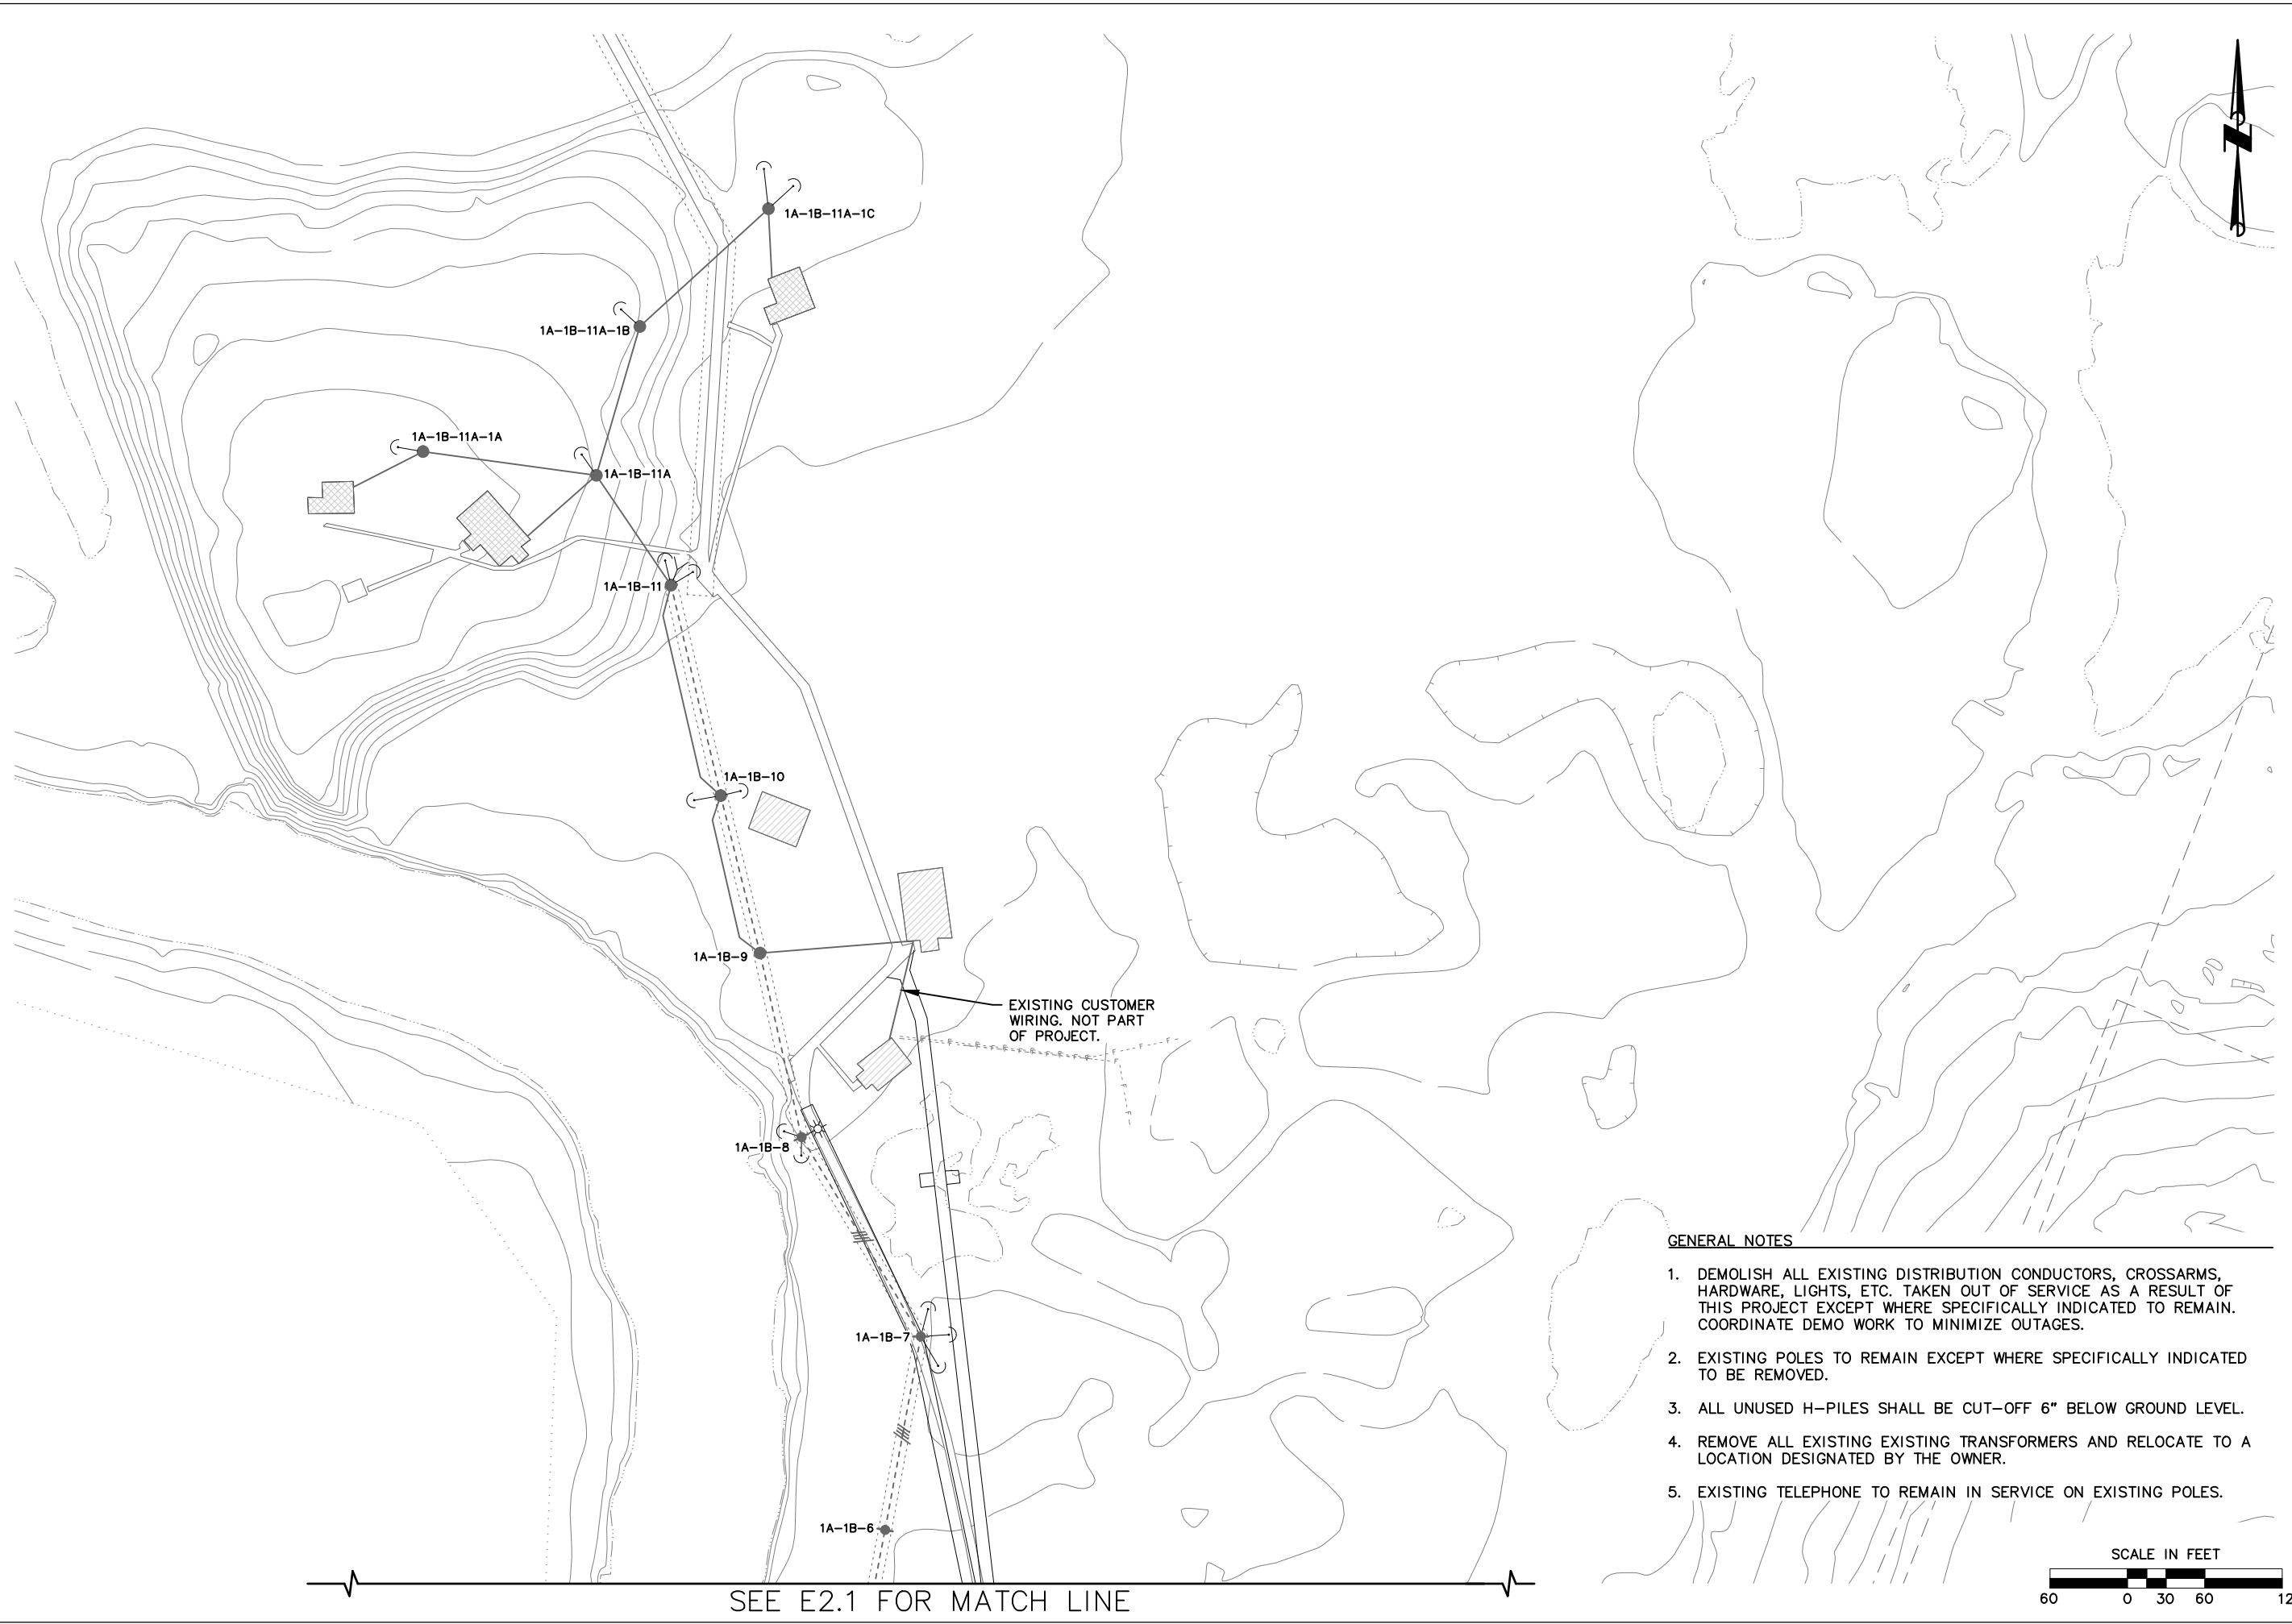 1A-1B-11A-1C
1A-1B-11A-1B
1A-1B-11A-1A
1A-1B-11A
1A-1B-11
1A-1B-10
1A-1B-9
EXISTING CUSTOMER
WIRING. NOT PART
OF PROJECT.
1A-1B-8
1A-1B-7
1A-1B-6
SEE E2.1 FOR MATCH LINE
N
GENERAL NOTES
1. DEMOLISH ALL EXISTING DISTRIBUTION CONDUCTORS, CROSSARMS,
HARDWARE, LIGHTS, ETC. TAKEN OUT OF SERVICE AS A RESULT OF
THIS PROJECT EXCEPT WHERE SPECIFICALLY INDICATED TO REMAIN.
COORDINATE DEMO WORK TO MINIMIZE OUTAGES.
2. EXISTING POLES TO REMAIN EXCEPT WHERE SPECIFICALLY INDICATED
TO BE REMOVED.
3. ALL UNUSED H-PILES SHALL BE CUT-OFF 6" BELOW GROUND LEVEL.
4. REMOVE ALL EXISTING EXISTING TRANSFORMERS AND RELOCATE TO A
LOCATION DESIGNATED BY THE OWNER.
5. EXISTING TELEPHONE TO REMAIN IN SERVICE ON EXISTING POLES.
SCALE IN FEET
60 0 30 60 12